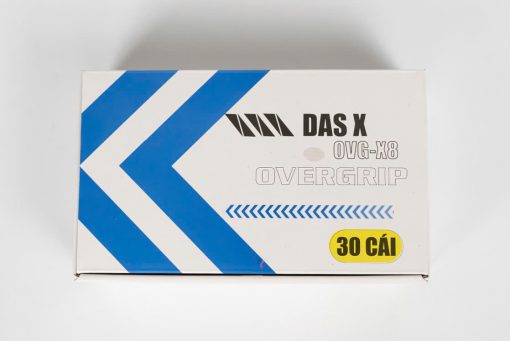 DAS X
OVG-X8
OVERGRIP
30 CÁI